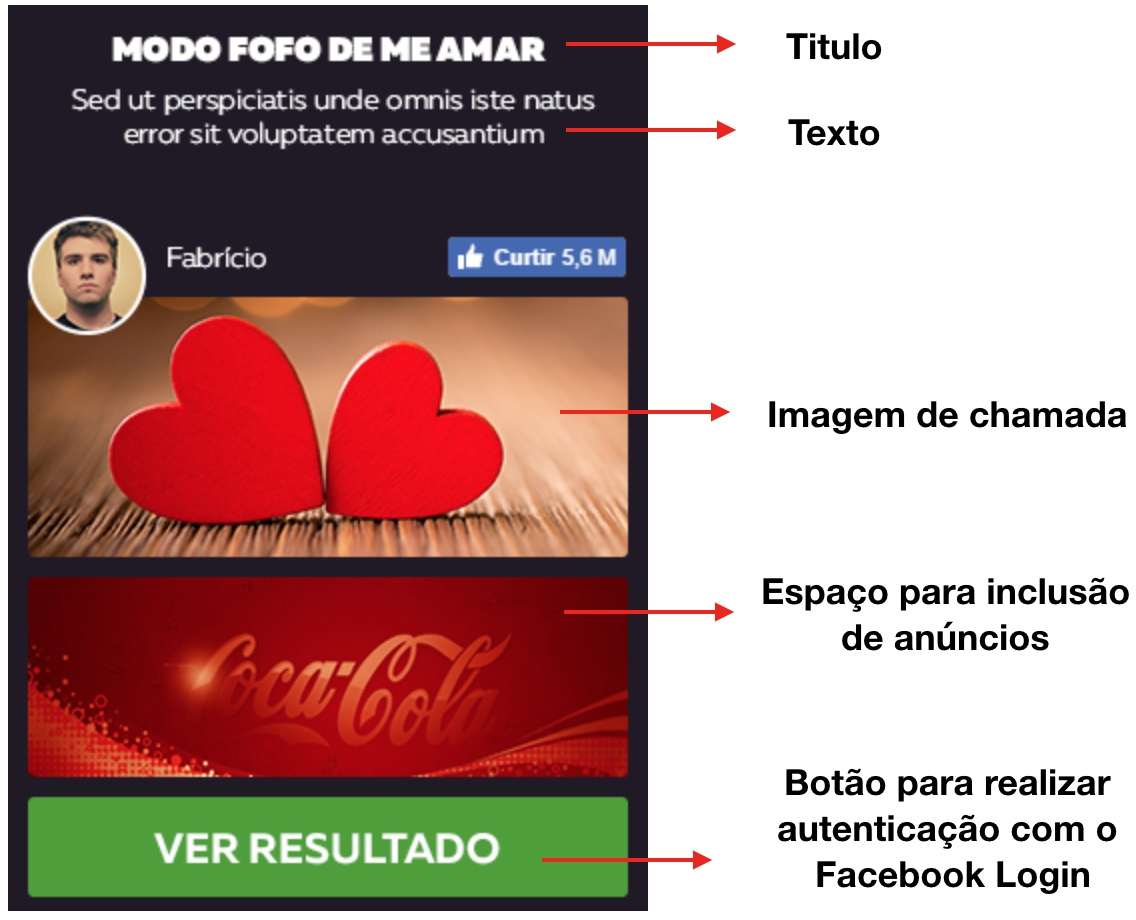 MODO FOFO DE ME AMAR
Titulo
Sed ut perspiciatis unde omnis iste natus
error sit voluptatem accusantium
Texto
Fabrício
Curtir 5,6 M
Imagem de chamada
Espaço para inclusão
de anúncios
Coca-Cola
Botão para realizar
autenticação com o
Facebook Login
VER RESULTADO